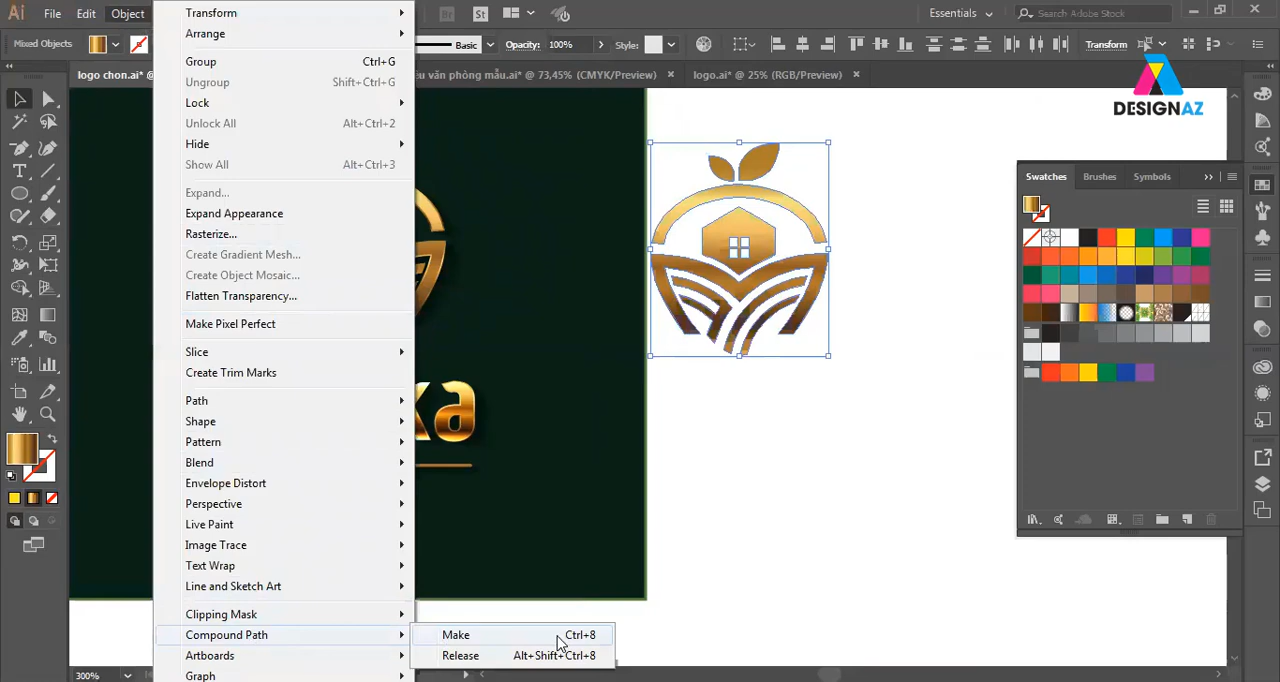 Ai File Edit Object Br St Essentials Search Adobe Stock
Mixed Objects Basic Opacity: 100% Style: Transform
logo chon.ai* @ văn phòng mẫu.ai* @ 73,45% (CMYK/Preview) × logo.ai* @ 25% (RGB/Preview) ×
DESIGNAZ
Transform
Arrange
Group Ctrl+G
Ungroup Shift+Ctrl+G
Lock
Unlock All Alt+Ctrl+2
Hide
Show All Alt+Ctrl+3
Expand...
Expand Appearance
Rasterize...
Create Gradient Mesh...
Create Object Mosaic...
Flatten Transparency...
Make Pixel Perfect
Slice
Create Trim Marks
Path
Shape
Pattern
Blend
Envelope Distort
Perspective
Live Paint
Image Trace
Text Wrap
Line and Sketch Art
Clipping Mask
Compound Path
Artboards
Graph
Make Ctrl+8
Release Alt+Shift+Ctrl+8
Swatches Brushes Symbols
300%